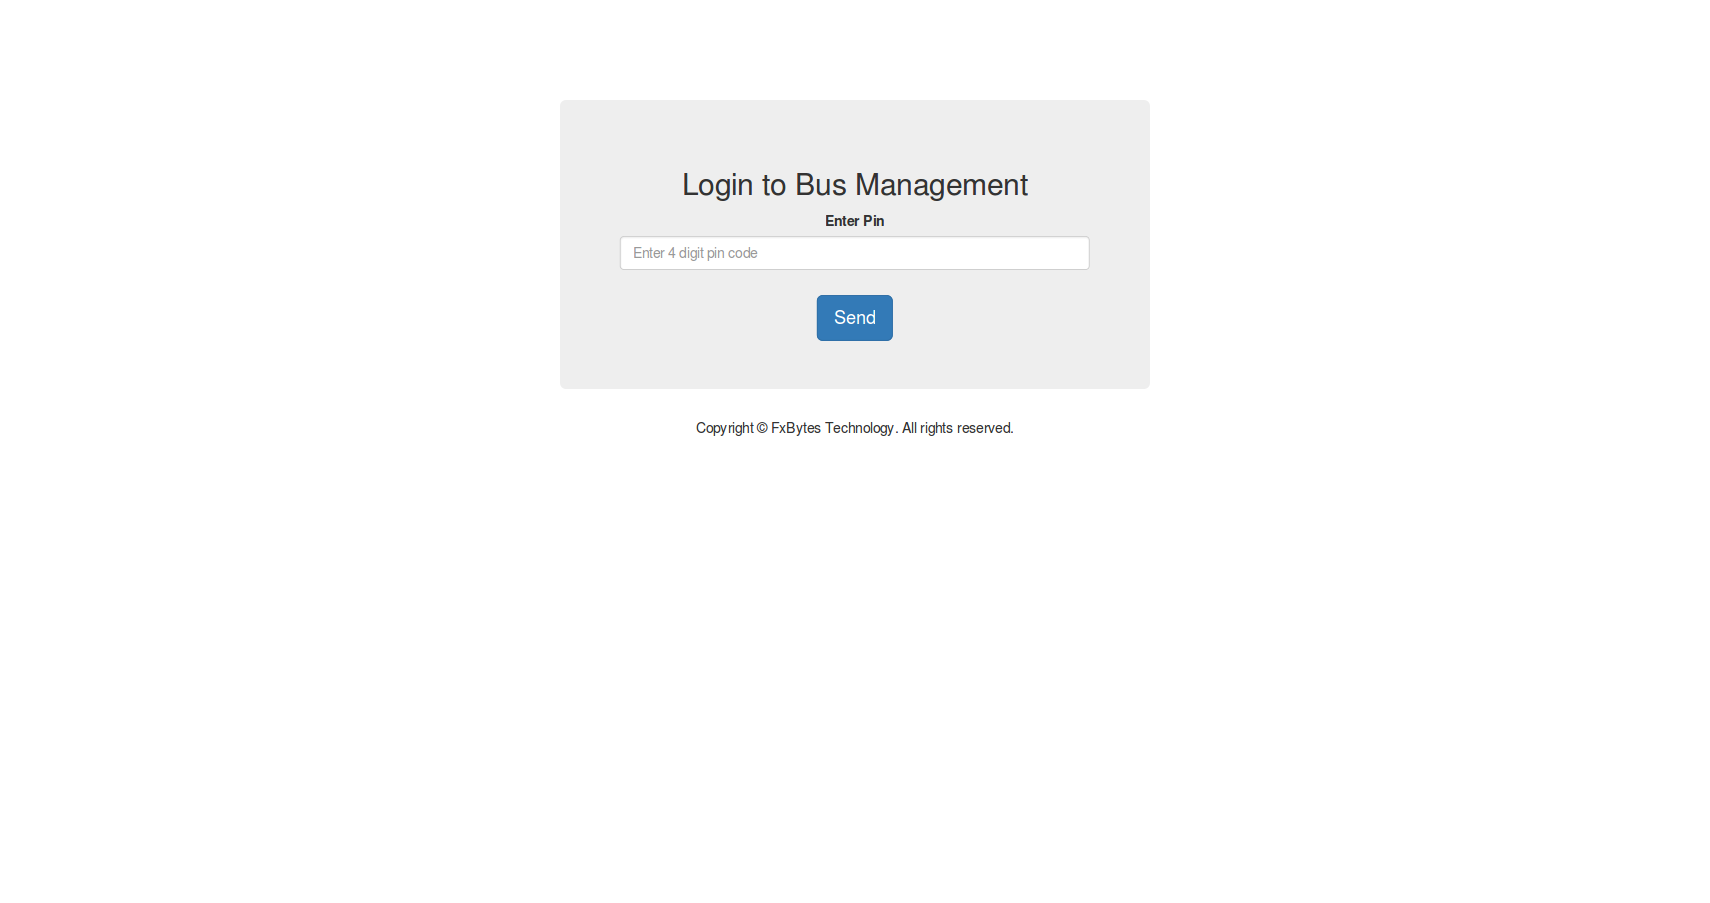 Login to Bus Management
Enter Pin
Enter 4 digit pin code
Send
Copyright © FxBytes Technology. All rights reserved.